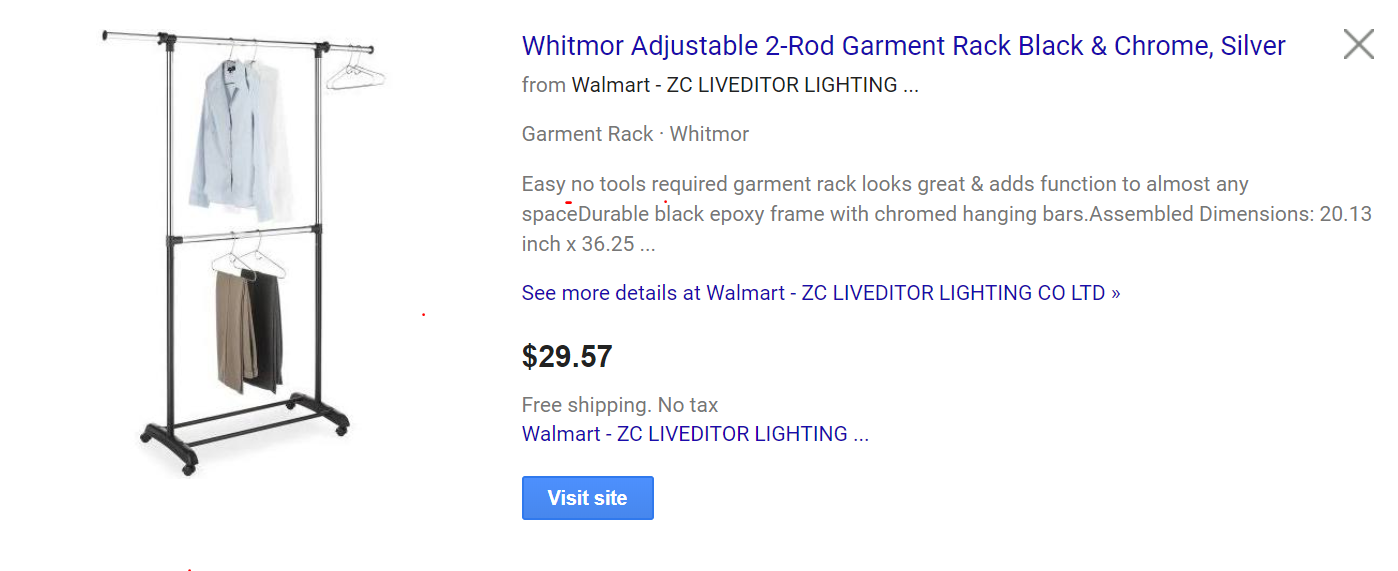 Whitmor Adjustable 2-Rod Garment Rack Black & Chrome, Silver
from Walmart - ZC LIVEDITOR LIGHTING ...
Garment Rack · Whitmor
Easy no tools required garment rack looks great & adds function to almost any
spaceDurable black epoxy frame with chromed hanging bars.Assembled Dimensions: 20.13
inch x 36.25 ...
See more details at Walmart - ZC LIVEDITOR LIGHTING CO LTD »
$29.57
Free shipping. No tax
Walmart - ZC LIVEDITOR LIGHTING ...
Visit site